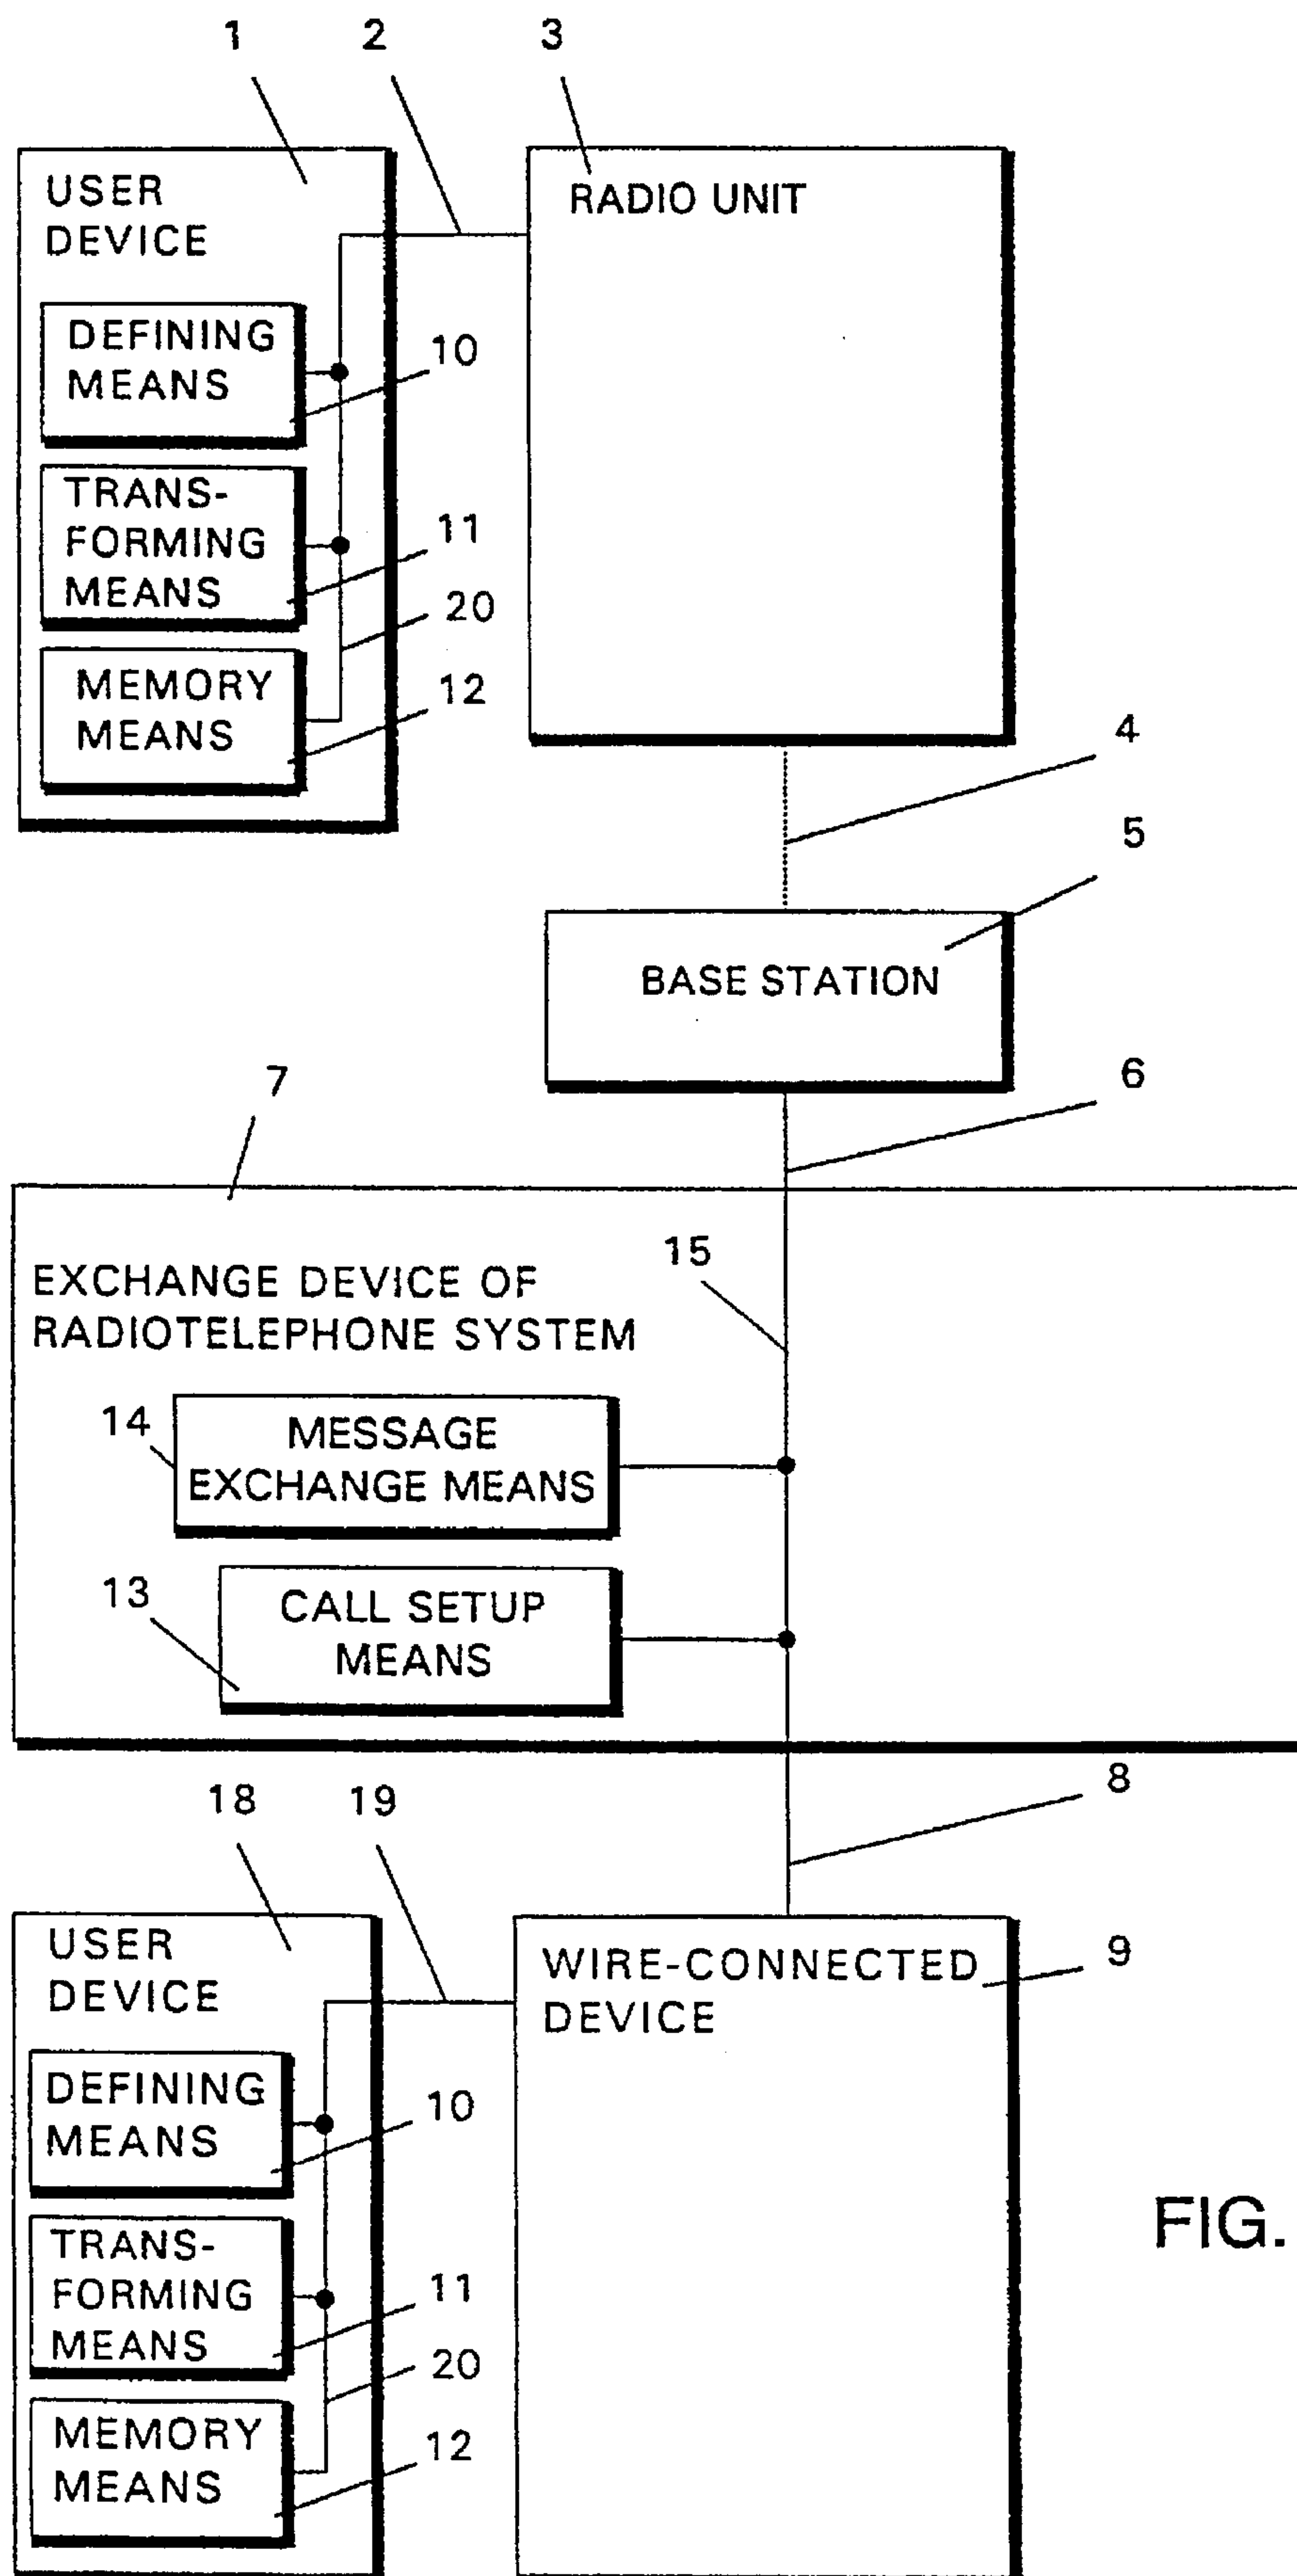 1
2
3
USER
DEVICE
RADIO UNIT
DEFINING
MEANS
10
TRANS-
FORMING
MEANS
11
20
MEMORY
MEANS
12
4
5
BASE STATION
6
7
15
EXCHANGE DEVICE OF
RADIOTELEPHONE SYSTEM
14
MESSAGE
EXCHANGE MEANS
13
CALL SETUP
MEANS
8
18
19
USER
DEVICE
WIRE-CONNECTED
DEVICE
9
DEFINING
MEANS
10
TRANS-
FORMING
MEANS
11
20
MEMORY
MEANS
12
FIG.